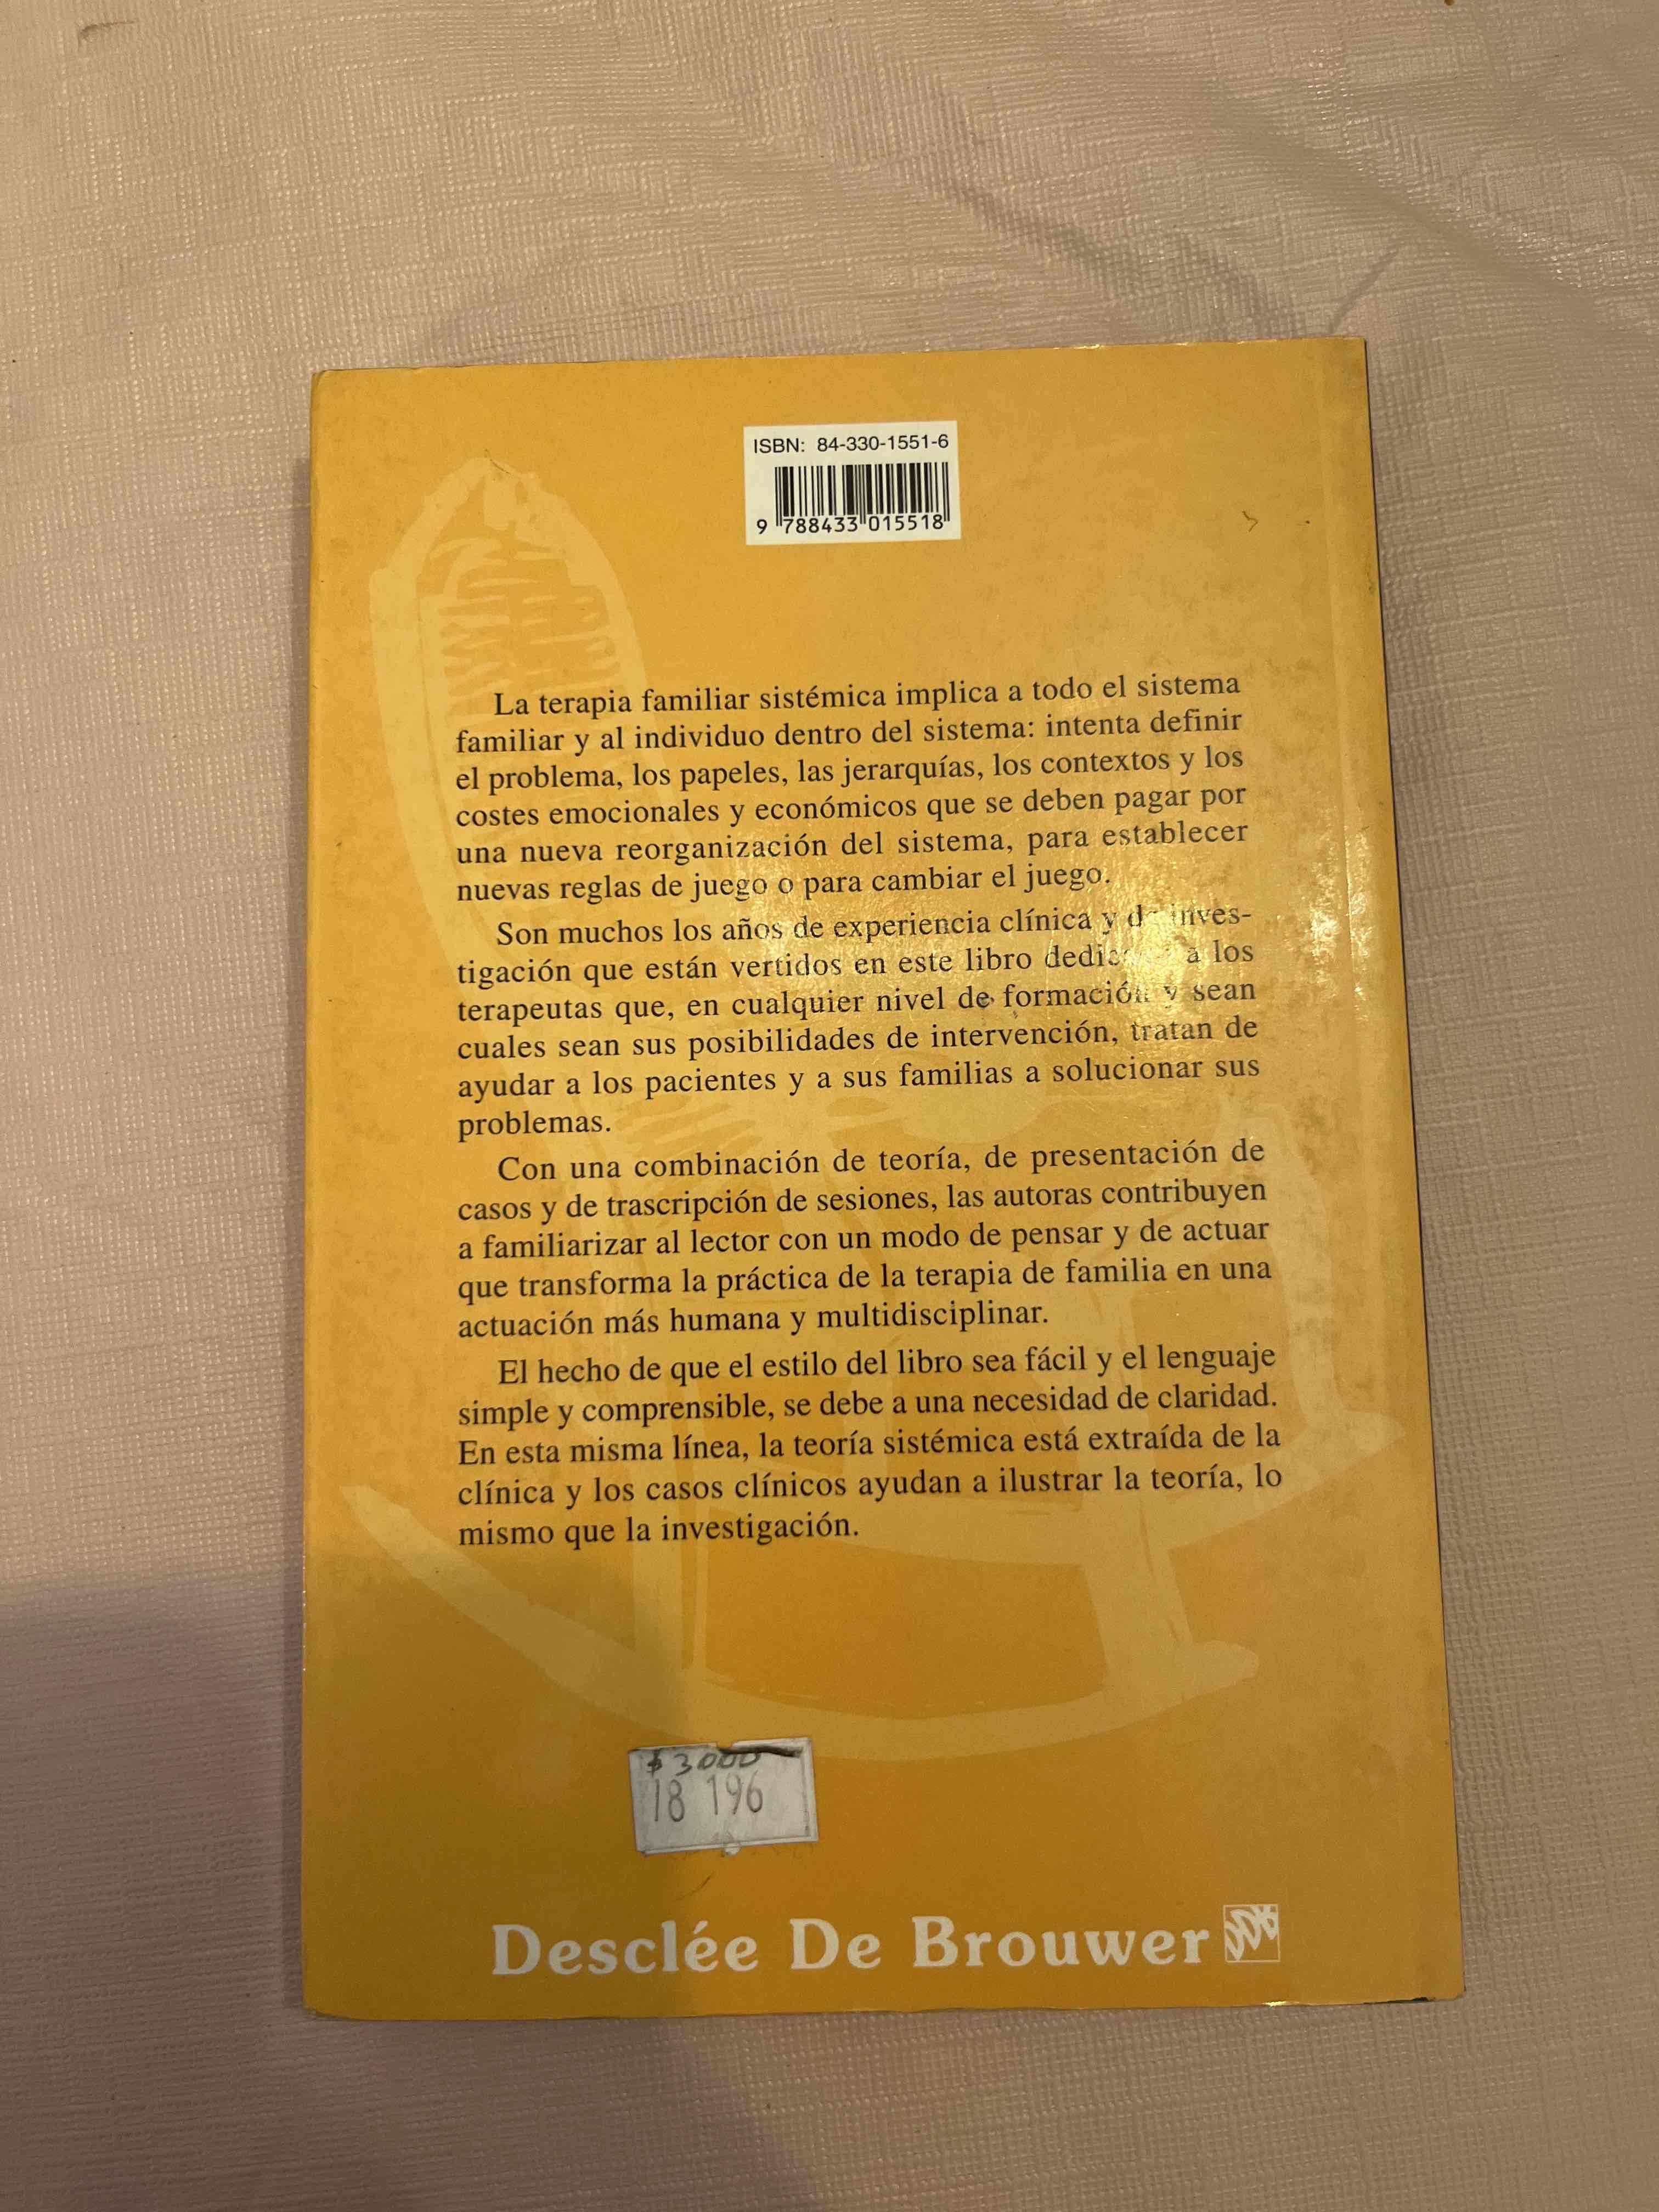 ISBN: 84-330-1551-6
9 788433 015518
La terapia familiar sistémica implica a todo el sistema
familiar y al individuo dentro del sistema: intenta definir
el problema, los papeles, las jerarquías, los contextos y los
costes emocionales y económicos que se deben pagar por
una nueva reorganización del sistema, para establecer
nuevas reglas de juego o para cambiar el juego.
Son muchos los años de experiencia clínica y de inves-
tigación que están vertidos en este libro a los
terapeutas que, en cualquier nivel de formación y sean
cuales sean sus posibilidades de intervención, tratan de
ayudar a los pacientes y a sus familias a solucionar sus
problemas.
Con una combinación de teoría, de presentación de
casos y de trascripción de sesiones, las autoras contribuyen
a familiarizar al lector con un modo de pensar y de actuar
que transforma la práctica de la terapia de familia en una
actuación más humana y multidisciplinar.
El hecho de que el estilo del libro sea fácil y el lenguaje
simple y comprensible, se debe a una necesidad de claridad.
En esta misma línea, la teoría sistémica está extraída de la
clínica y los casos clínicos ayudan a ilustrar la teoría, lo
mismo que la investigación.
$ 3000
18 196
Desclée De Brouwer DDB